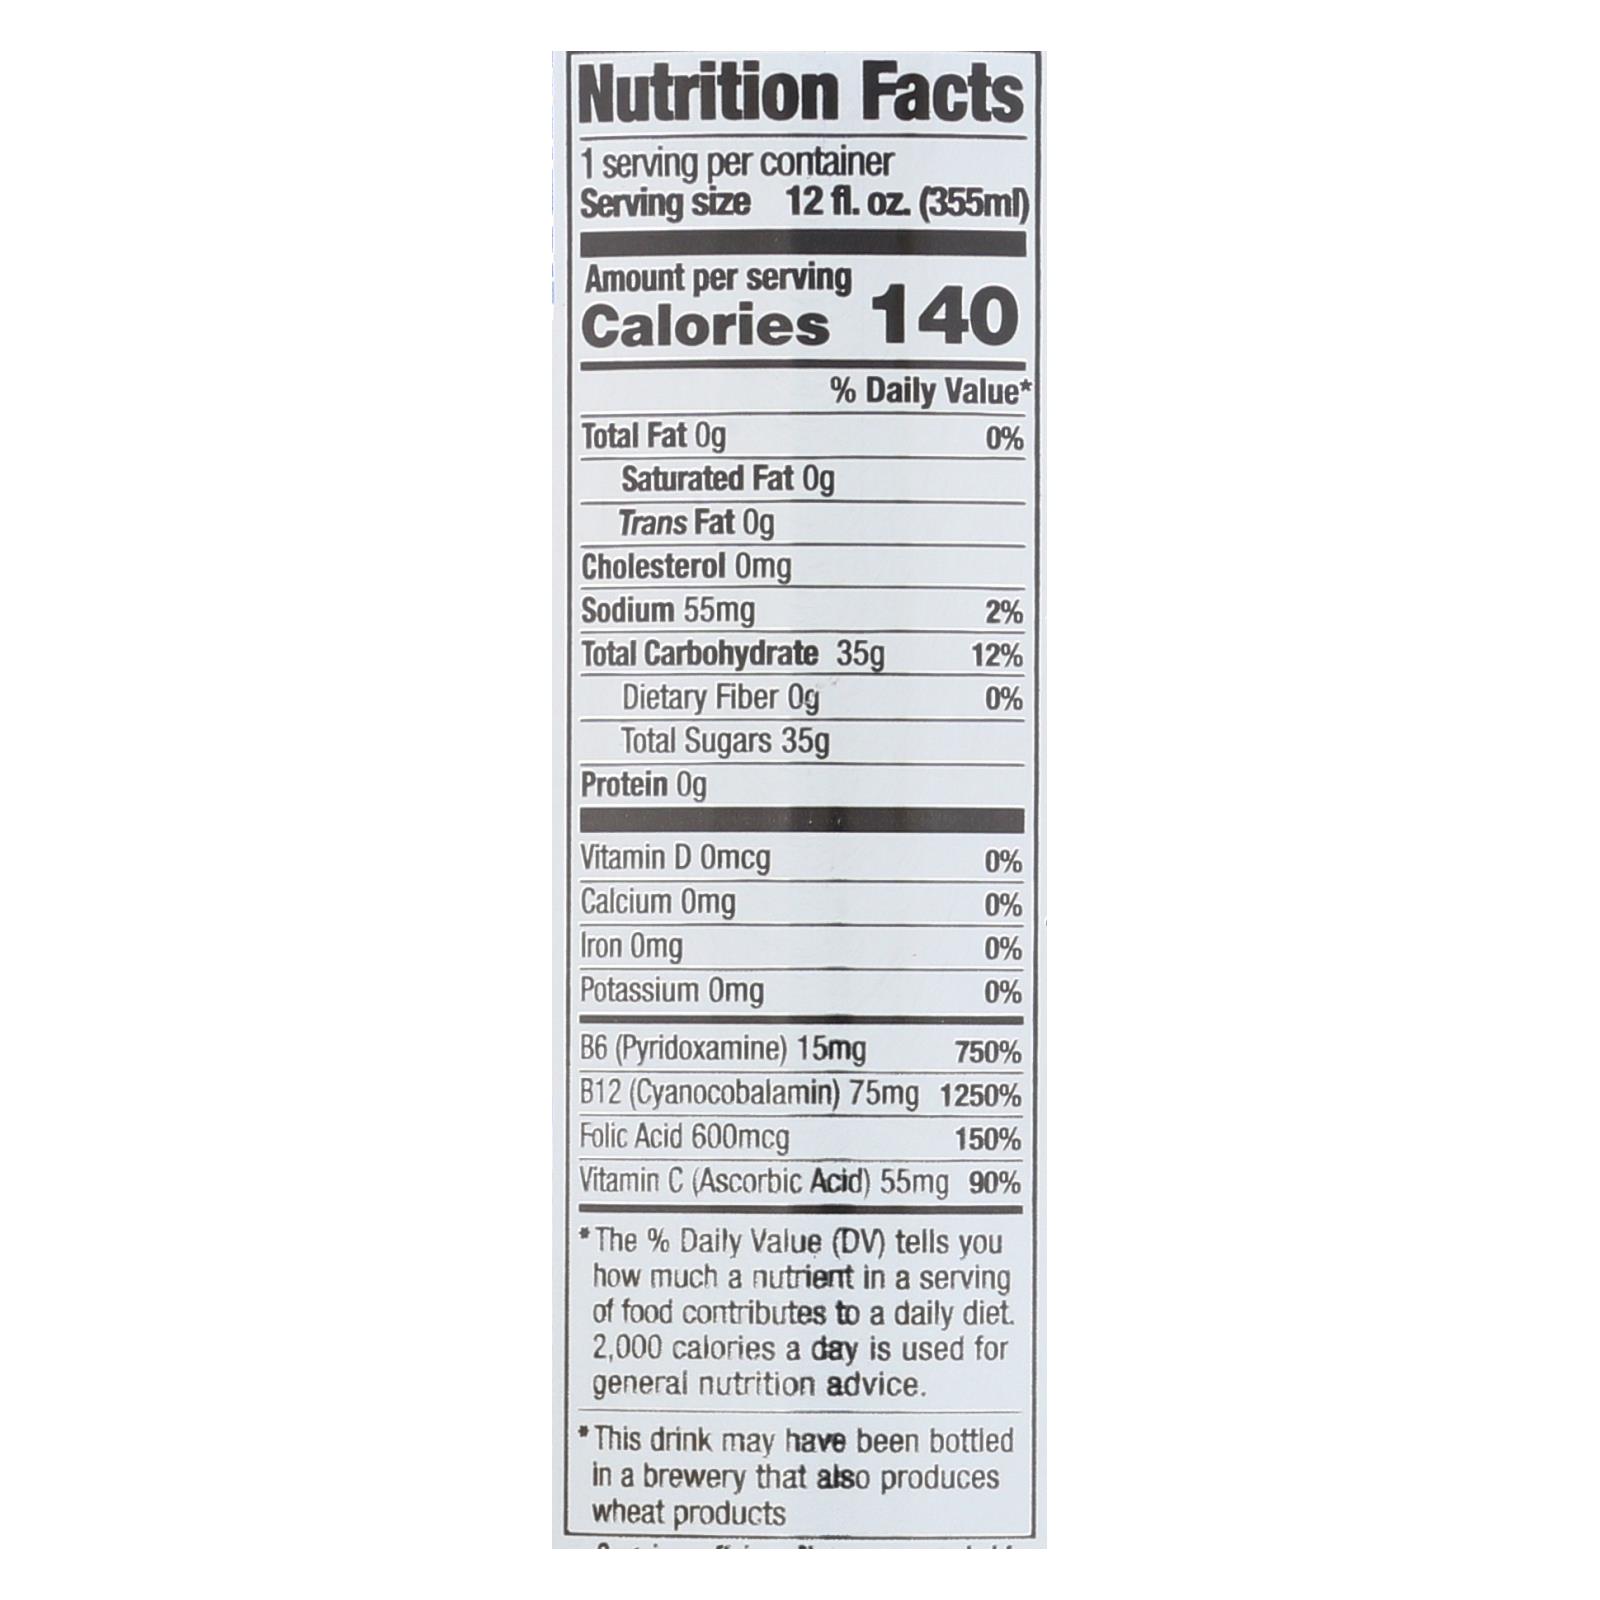 Nutrition Facts
1 serving per container
Serving size 12 fl. oz. (355ml)
Amount per serving
Calories 140
% Daily Value*
Total Fat 0g 0%
Saturated Fat 0g
Trans Fat 0g
Cholesterol 0mg
Sodium 55mg 2%
Total Carbohydrate 35g 12%
Dietary Fiber 0g 0%
Total Sugars 35g
Protein 0g
Vitamin D 0mcg 0%
Calcium 0mg 0%
Iron 0mg 0%
Potassium 0mg 0%
B6 (Pyridoxamine) 15mg 750%
B12 (Cyanocobalamin) 75mg 1250%
Folic Acid 600mcg 150%
Vitamin C (Ascorbic Acid) 55mg 90%
*The % Daily Value (DV) tells you
how much a nutrient in a serving
of food contributes to a daily diet.
2,000 calories a day is used for
general nutrition advice.
*This drink may have been bottled
in a brewery that also produces
wheat products